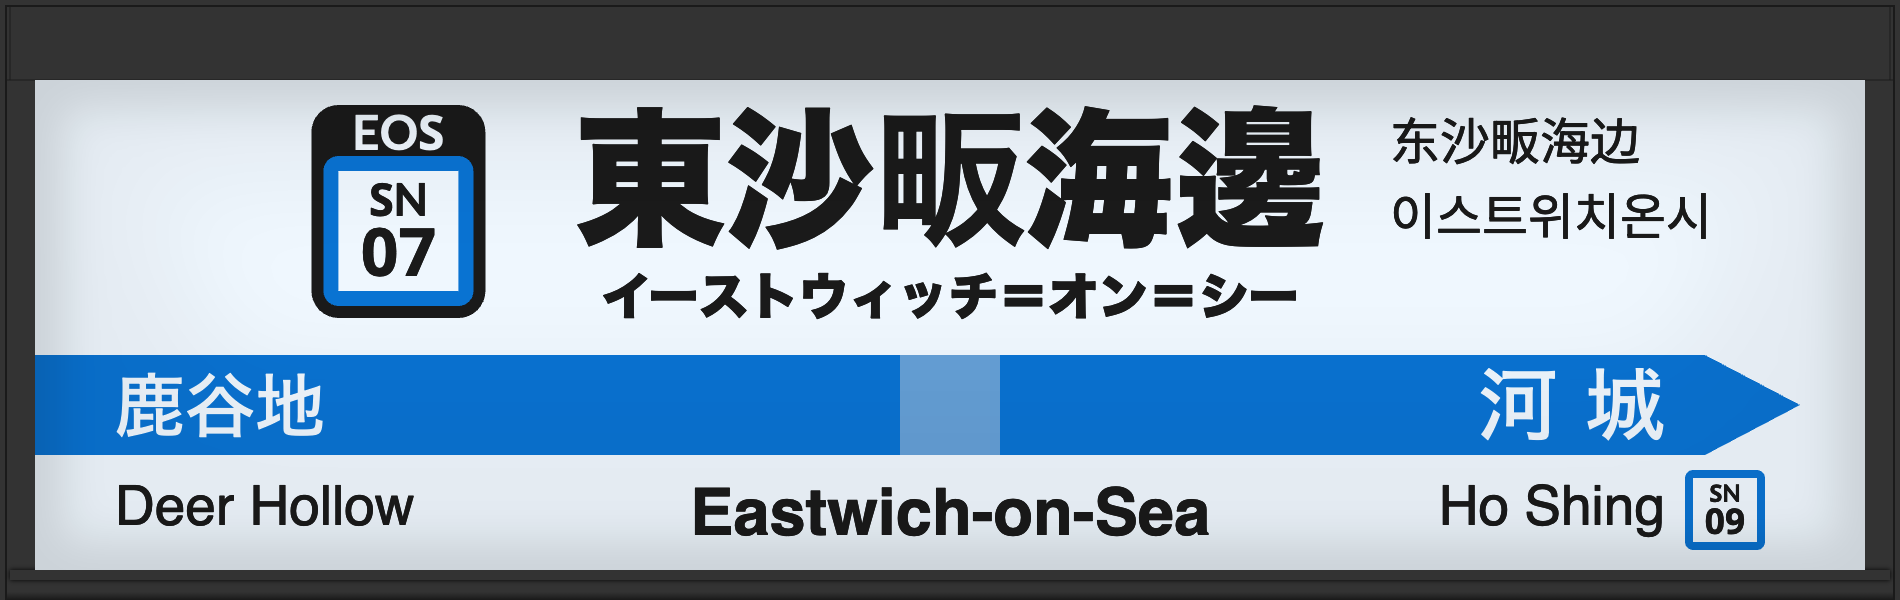 EOS
SN
07
東沙畈海邊
イーストウィッチ＝オン＝シー
东沙畈海边
이스트위치온시
鹿谷地
河 城
Deer Hollow
Eastwich-on-Sea
Ho Shing
SN
09